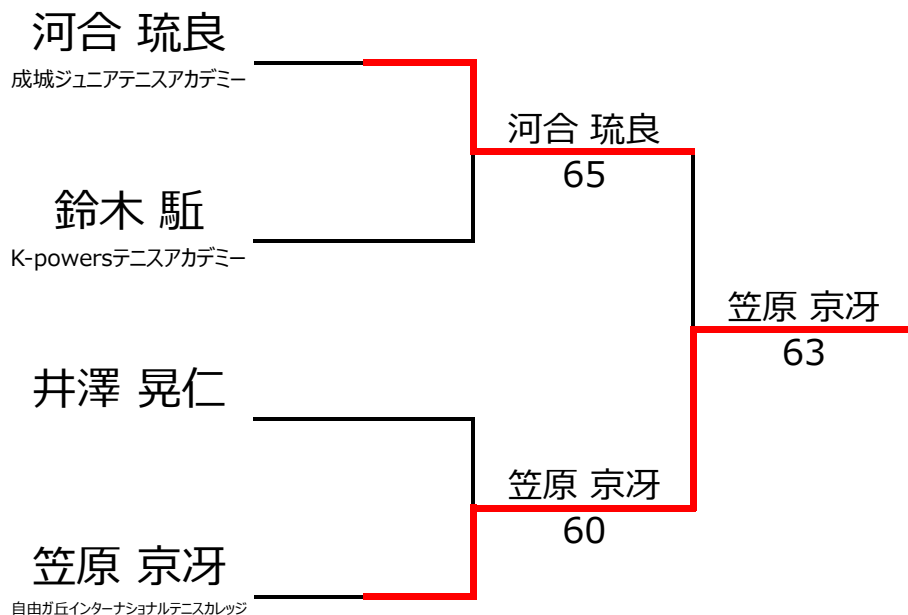 河合 琉良
成城ジュニアテニスアカデミー
河合 琉良
65
鈴木 駈
K-powersテニスアカデミー
笠原 京冴
63
井澤 晃仁
笠原 京冴
60
笠原 京冴
自由ガ丘インターナショナルテニスカレッジ